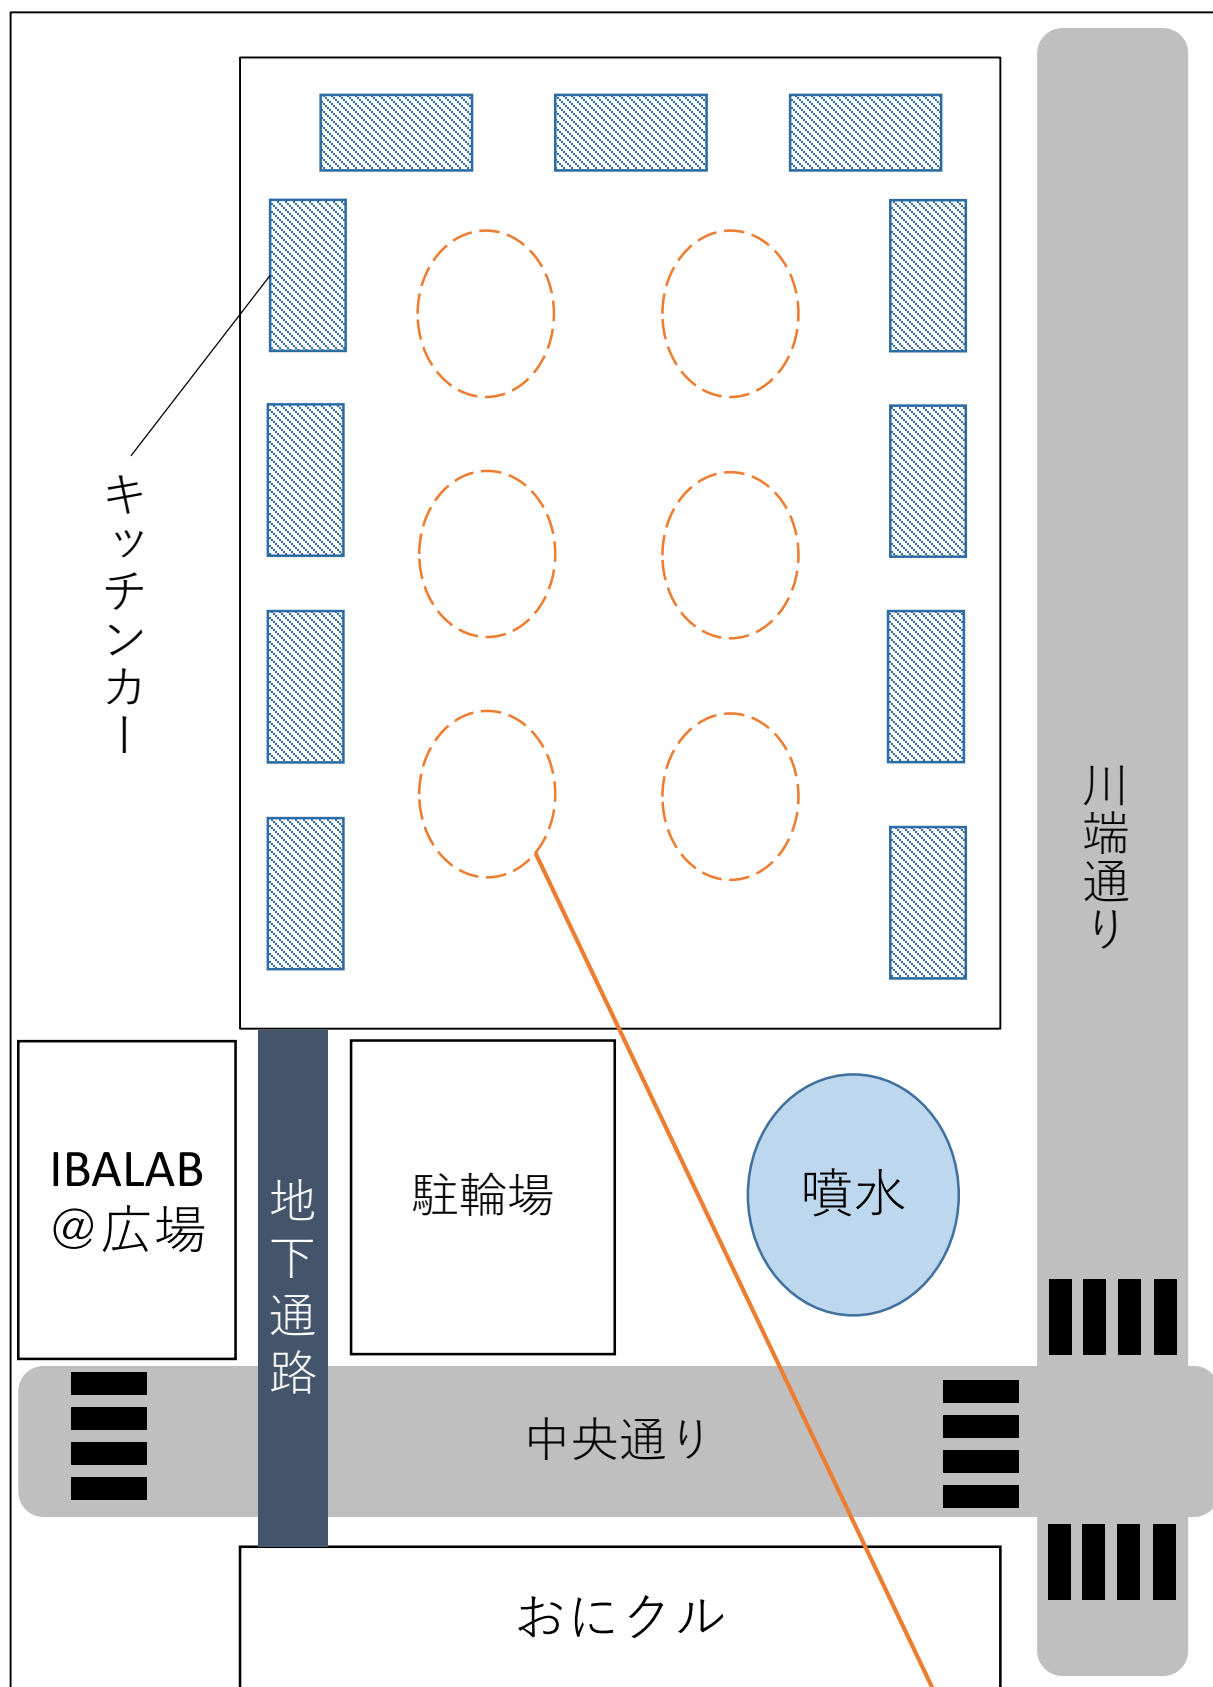 キッチンカー
川端通り
IBALAB
@広場
地下通路
駐輪場
噴水
中央通り
おにクル